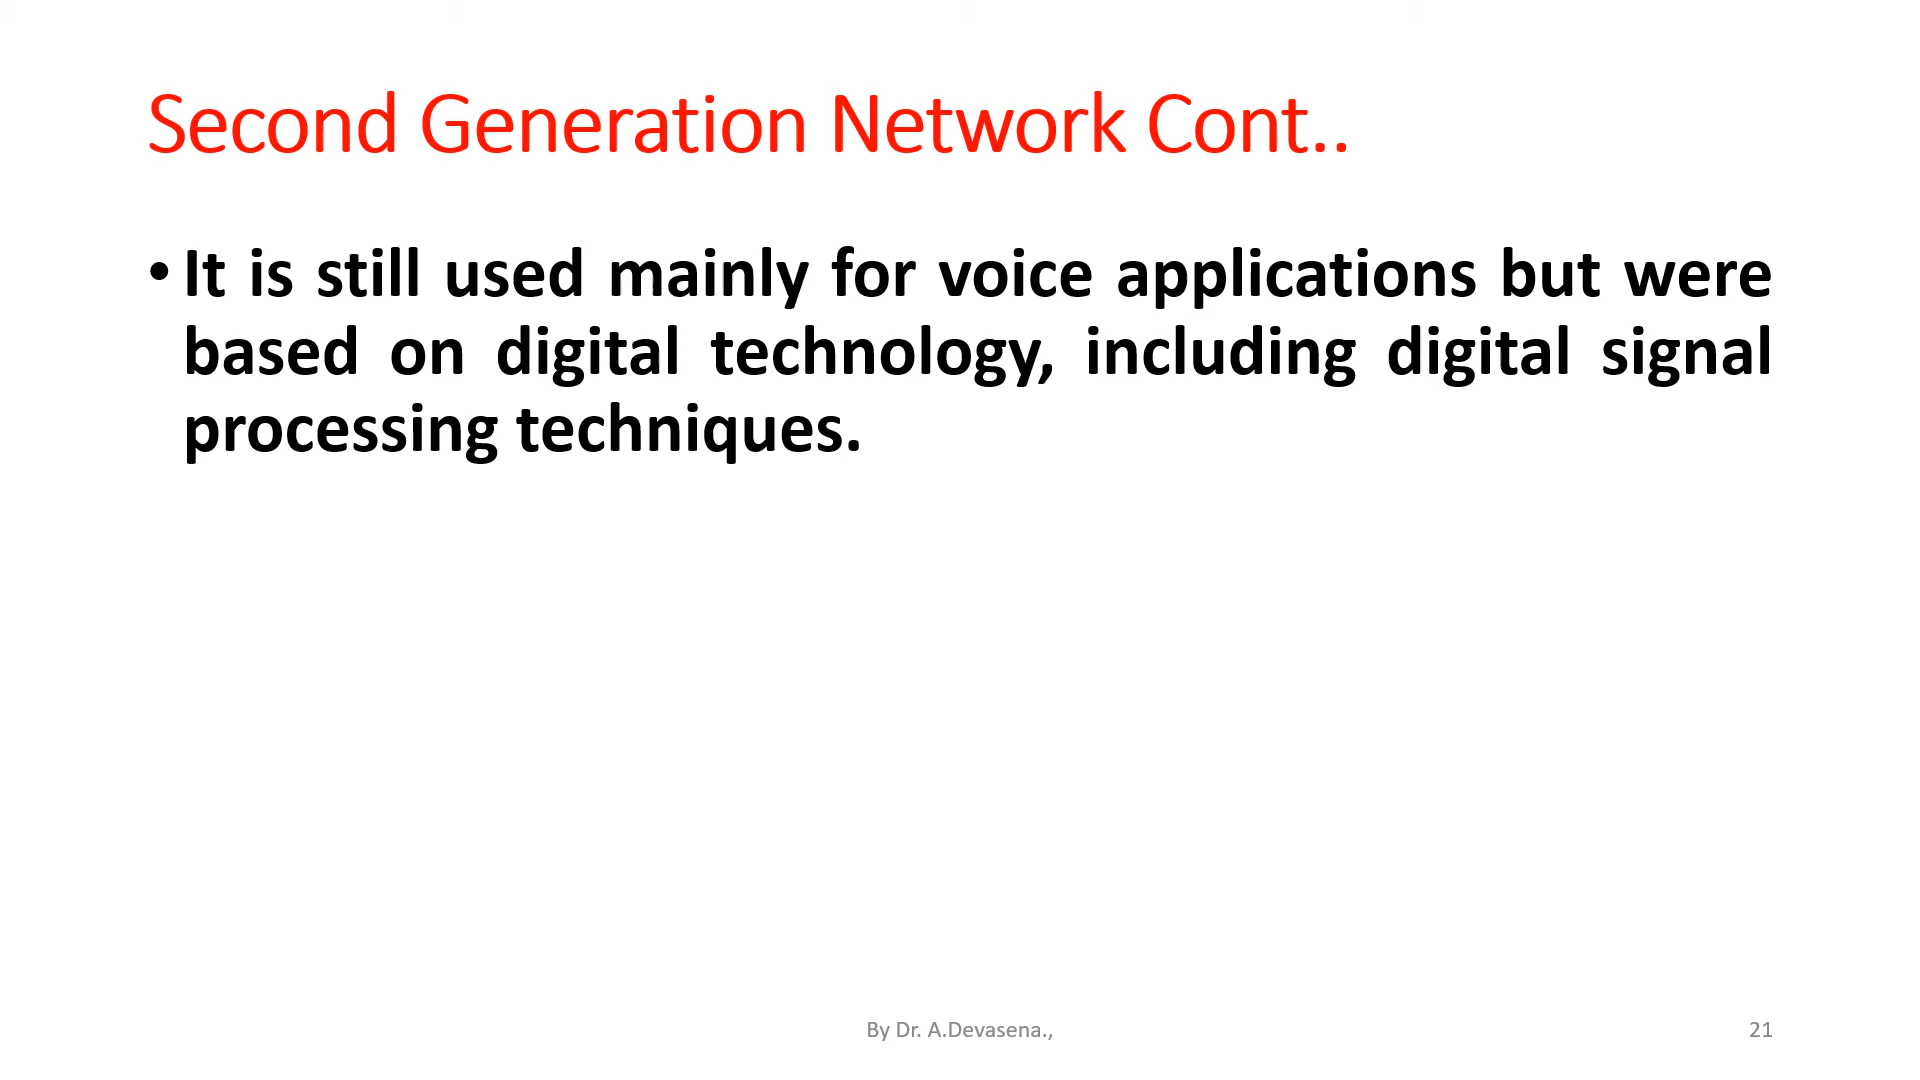 Second Generation Network Cont..
• It is still used mainly for voice applications but were
based on digital technology, including digital signal
processing techniques.
By Dr. A.Devasena.,
21